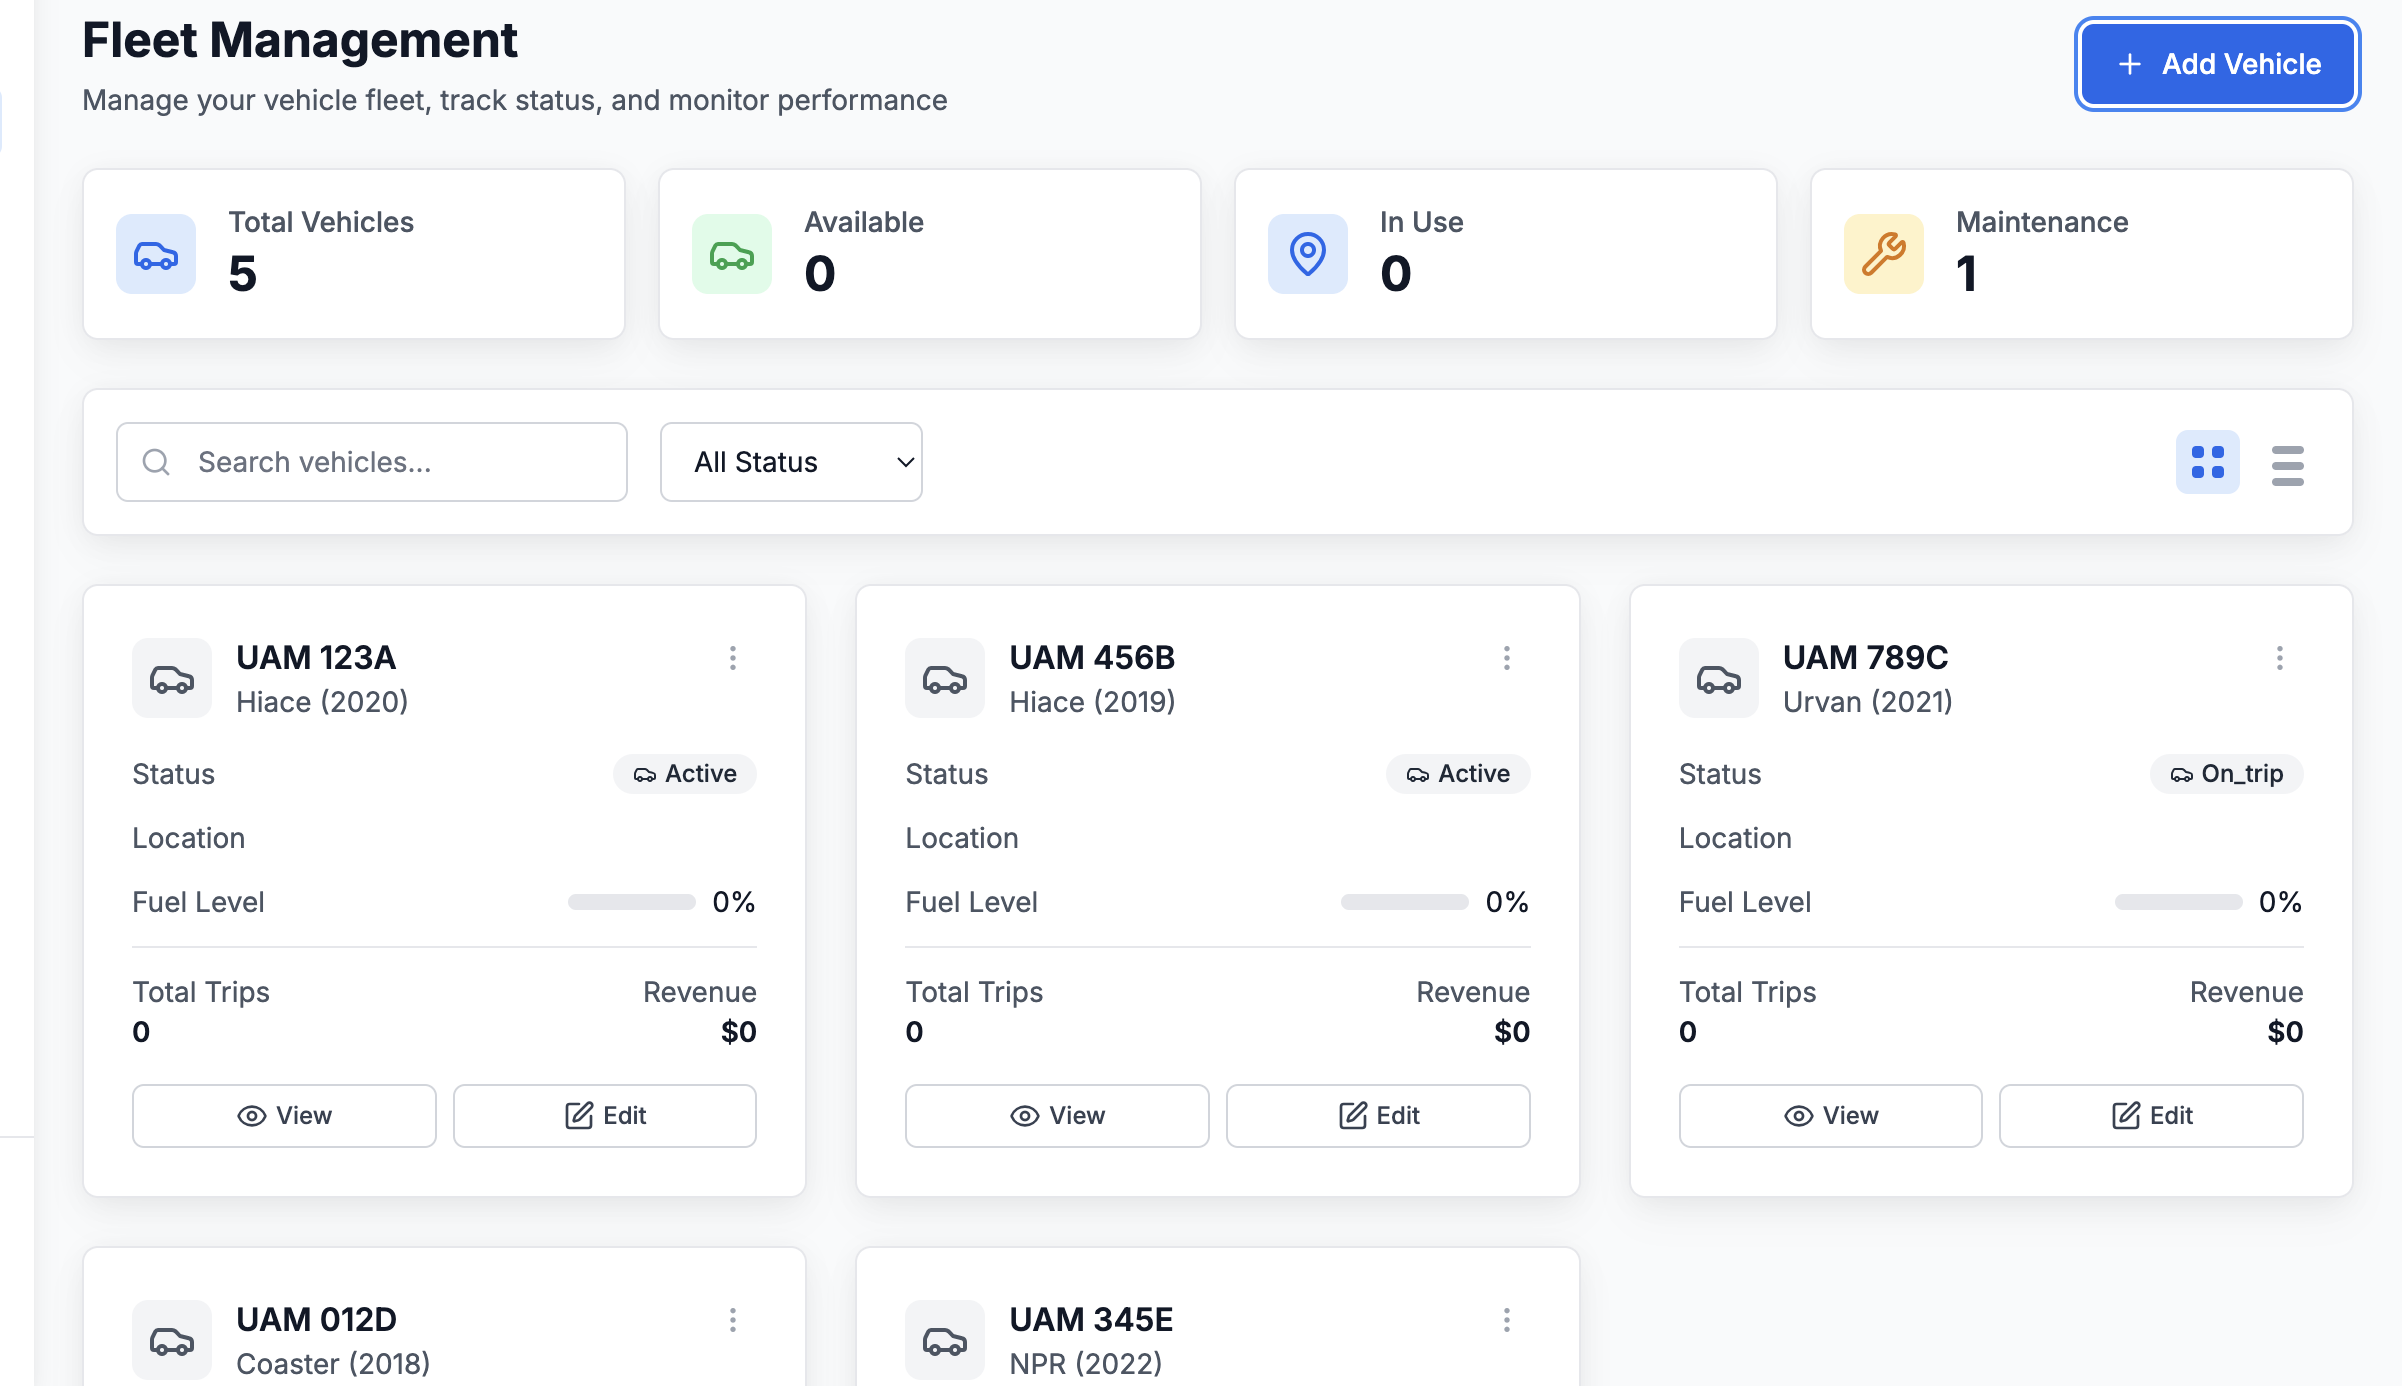 Fleet Management
Manage your vehicle fleet, track status, and monitor performance
Add Vehicle
Total Vehicles
5
Available
0
In Use
0
Maintenance
1
Search vehicles...
All Status
UAM 123A
Hiace (2020)
Status
Active
Location
Fuel Level
0%
Total Trips
Revenue
0
$0
View
Edit
UAM 456B
Hiace (2019)
Status
Active
Location
Fuel Level
0%
Total Trips
Revenue
0
$0
View
Edit
UAM 789C
Urvan (2021)
Status
On_trip
Location
Fuel Level
0%
Total Trips
Revenue
0
$0
View
Edit
UAM 012D
Coaster (2018)
UAM 345E
NPR (2022)